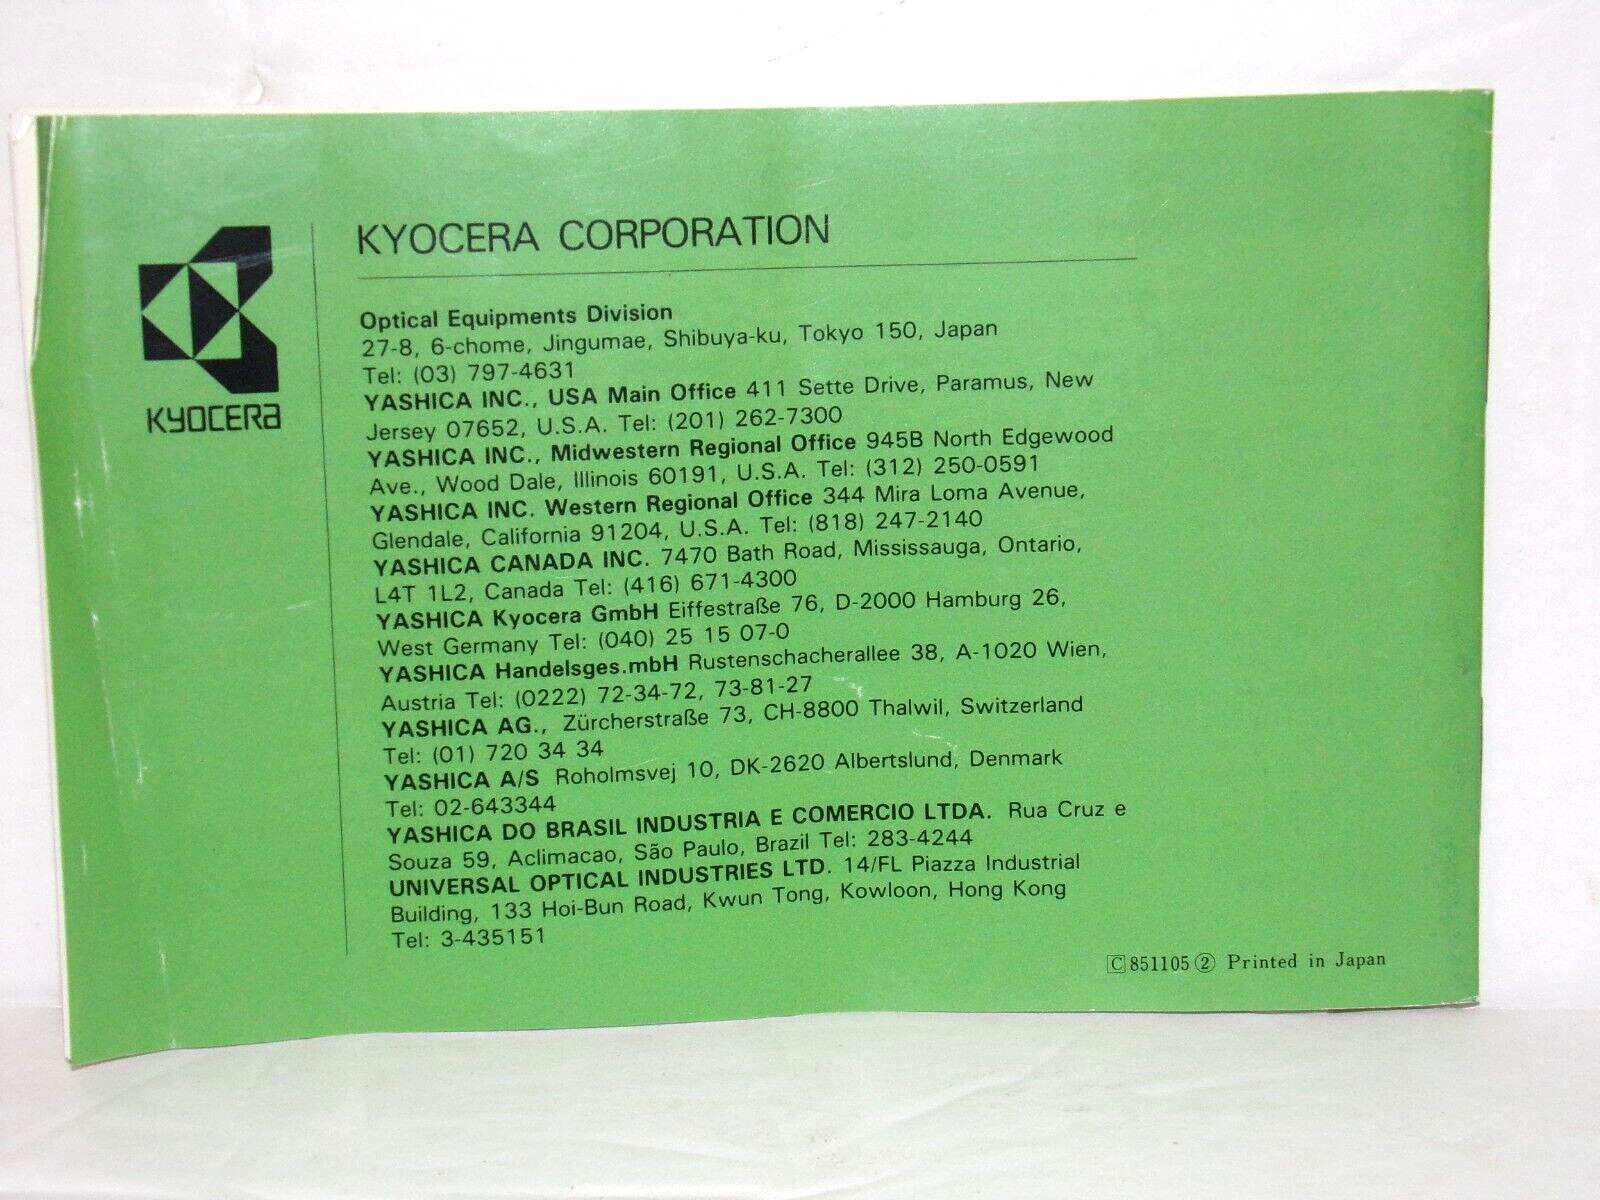 KYOCERA
KYOCERA CORPORATION
Optical Equipments Division
27-8, 6-chome, Jingumae, Shibuya-ku, Tokyo 150, Japan
Tel: (03) 797-4631
YASHICA INC., USA Main Office 411 Sette Drive, Paramus, New
Jersey 07652, U.S.A. Tel: (201) 262-7300
YASHICA INC., Midwestern Regional Office 945B North Edgewood
Ave., Wood Dale, Illinois 60191, U.S.A. Tel: (312) 250-0591
YASHICA INC. Western Regional Office 344 Mira Loma Avenue,
Glendale, California 91204, U.S.A. Tel: (818) 247-2140
YASHICA CANADA INC. 7470 Bath Road, Mississauga, Ontario,
L4T 1L2, Canada Tel: (416) 671-4300
YASHICA Kyocera GmbH Eiffestraße 76, D-2000 Hamburg 26,
West Germany Tel: (040) 25 15 07-0
YASHICA Handelsges.mbH Rustenschacherallee 38, A-1020 Wien,
Austria Tel: (0222) 72-34-72, 73-81-27
YASHICA AG., Zürcherstraße 73, CH-8800 Thalwil, Switzerland
Tel: (01) 720 34 34
YASHICA A/S Roholmsvej 10, DK-2620 Albertslund, Denmark
Tel: 02-643344
YASHICA DO BRASIL INDUSTRIA E COMERCIO LTDA. Rua Cruz e
Souza 59, Aclimacao, São Paulo, Brazil Tel: 283-4244
UNIVERSAL OPTICAL INDUSTRIES LTD. 14/FL Piazza Industrial
Building, 133 Hoi-Bun Road, Kwun Tong, Kowloon, Hong Kong
Tel: 3-435151
C 851105 ② Printed in Japan